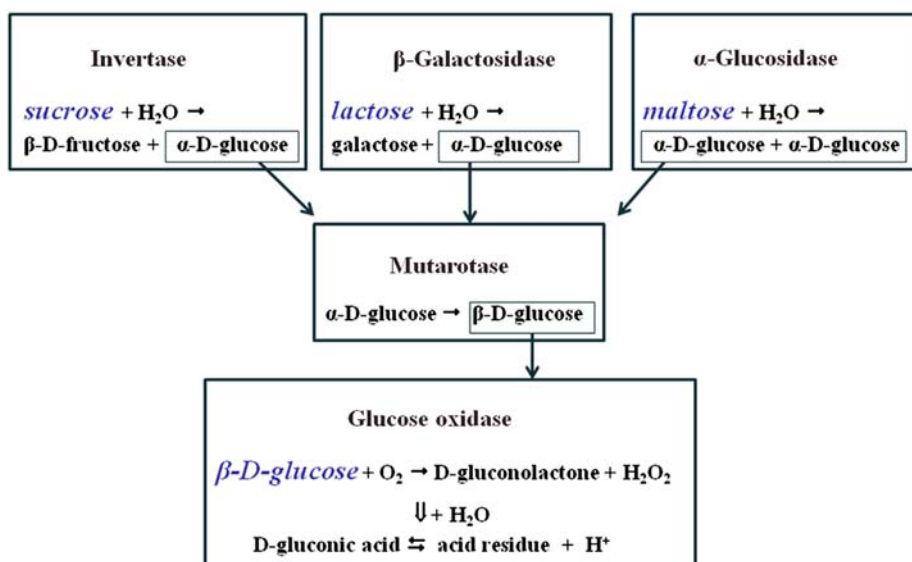 Invertase
sucrose + H₂O →
β-D-fructose + α-D-glucose
β-Galactosidase
lactose + H₂O →
galactose+ α-D-glucose
α-Glucosidase
maltose + H₂O →
α-D-glucose + α-D-glucose
Mutarotase
α-D-glucose → β-D-glucose
Glucose oxidase
β-D-glucose + O₂ → D-gluconolactone + H₂O₂
⇓ + H₂O
D-gluconic acid ⇆ acid residue + H⁺